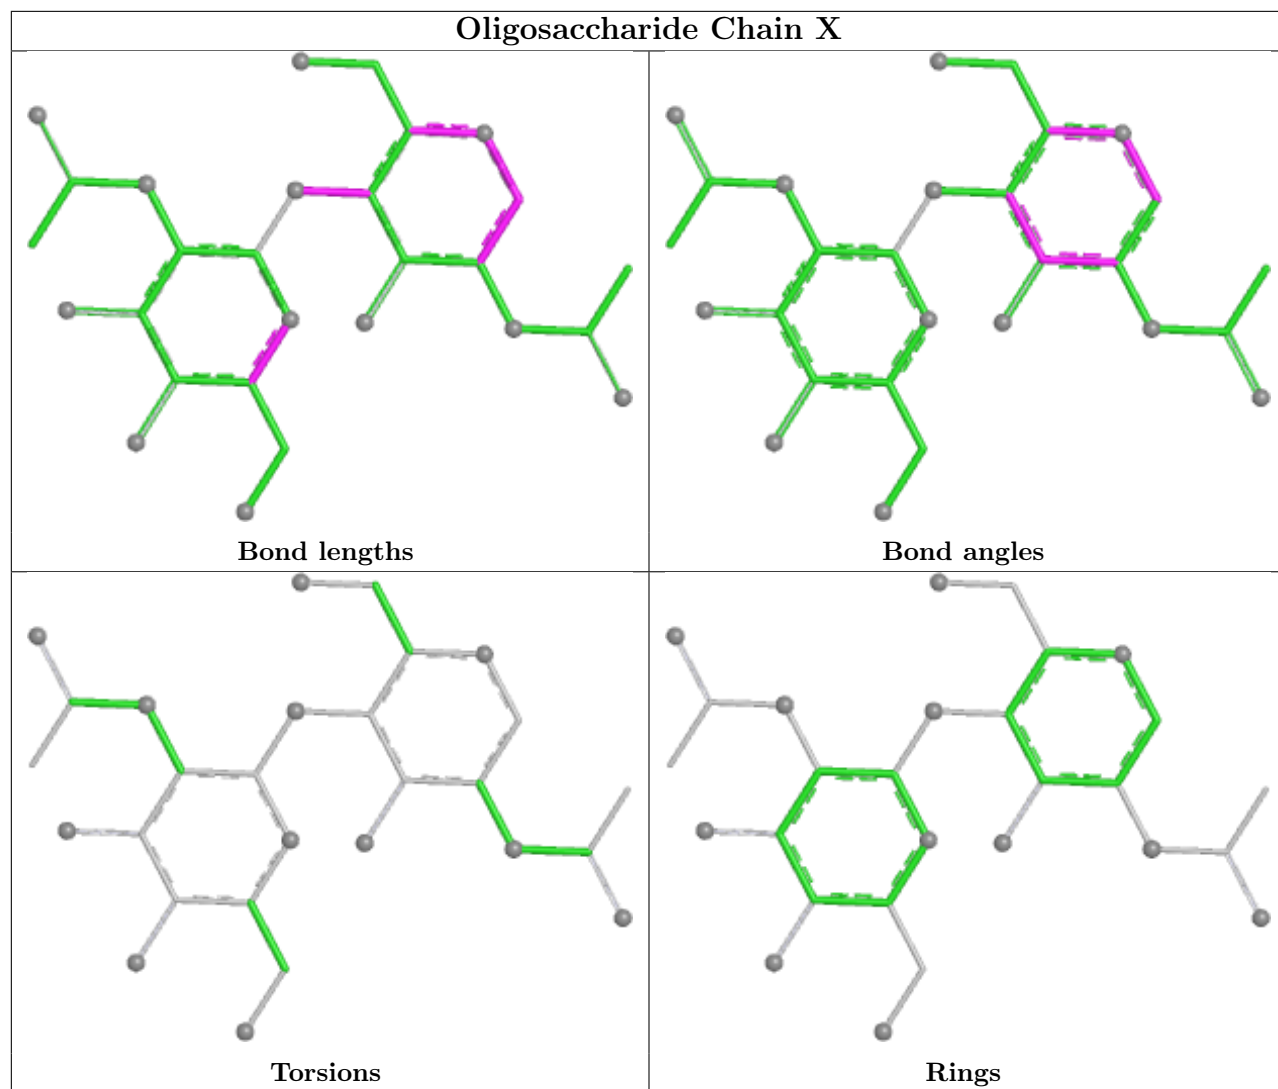 Oligosaccharide Chain X
Bond lengths
Bond angles
Torsions
Rings